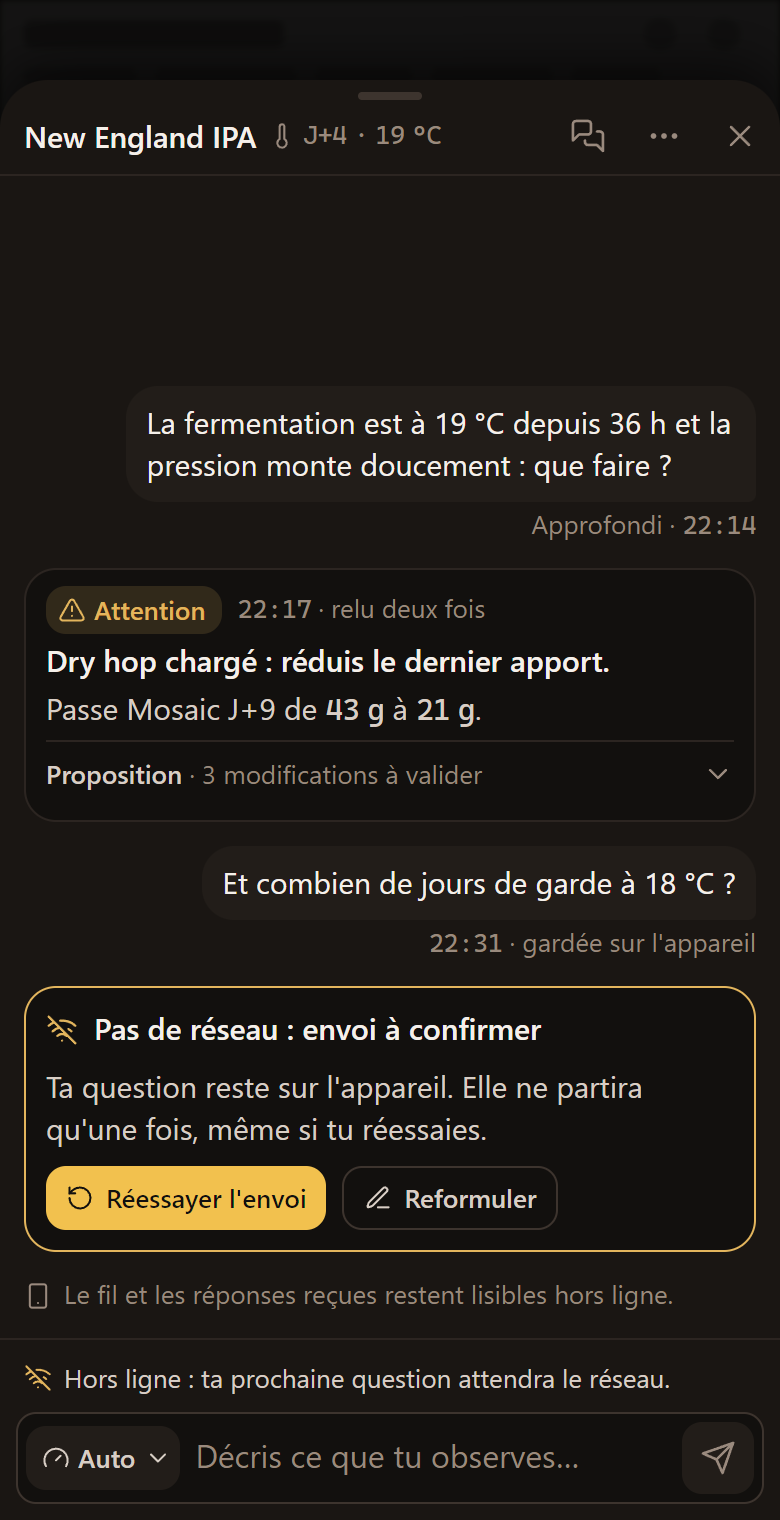 New England IPA J+4 · 19 °C
La fermentation est à 19 °C depuis 36 h et la
pression monte doucement : que faire ?
Approfondi · 22:14
Attention 22:17 · relu deux fois
Dry hop chargé : réduis le dernier apport.
Passe Mosaic J+9 de 43 g à 21 g.
Proposition · 3 modifications à valider
Et combien de jours de garde à 18 °C ?
22:31 · gardée sur l'appareil
Pas de réseau : envoi à confirmer
Ta question reste sur l'appareil. Elle ne partira
qu'une fois, même si tu réessaies.
Réessayer l'envoi Reformuler
Le fil et les réponses reçues restent lisibles hors ligne.
Hors ligne : ta prochaine question attendra le réseau.
Auto Décris ce que tu observes...